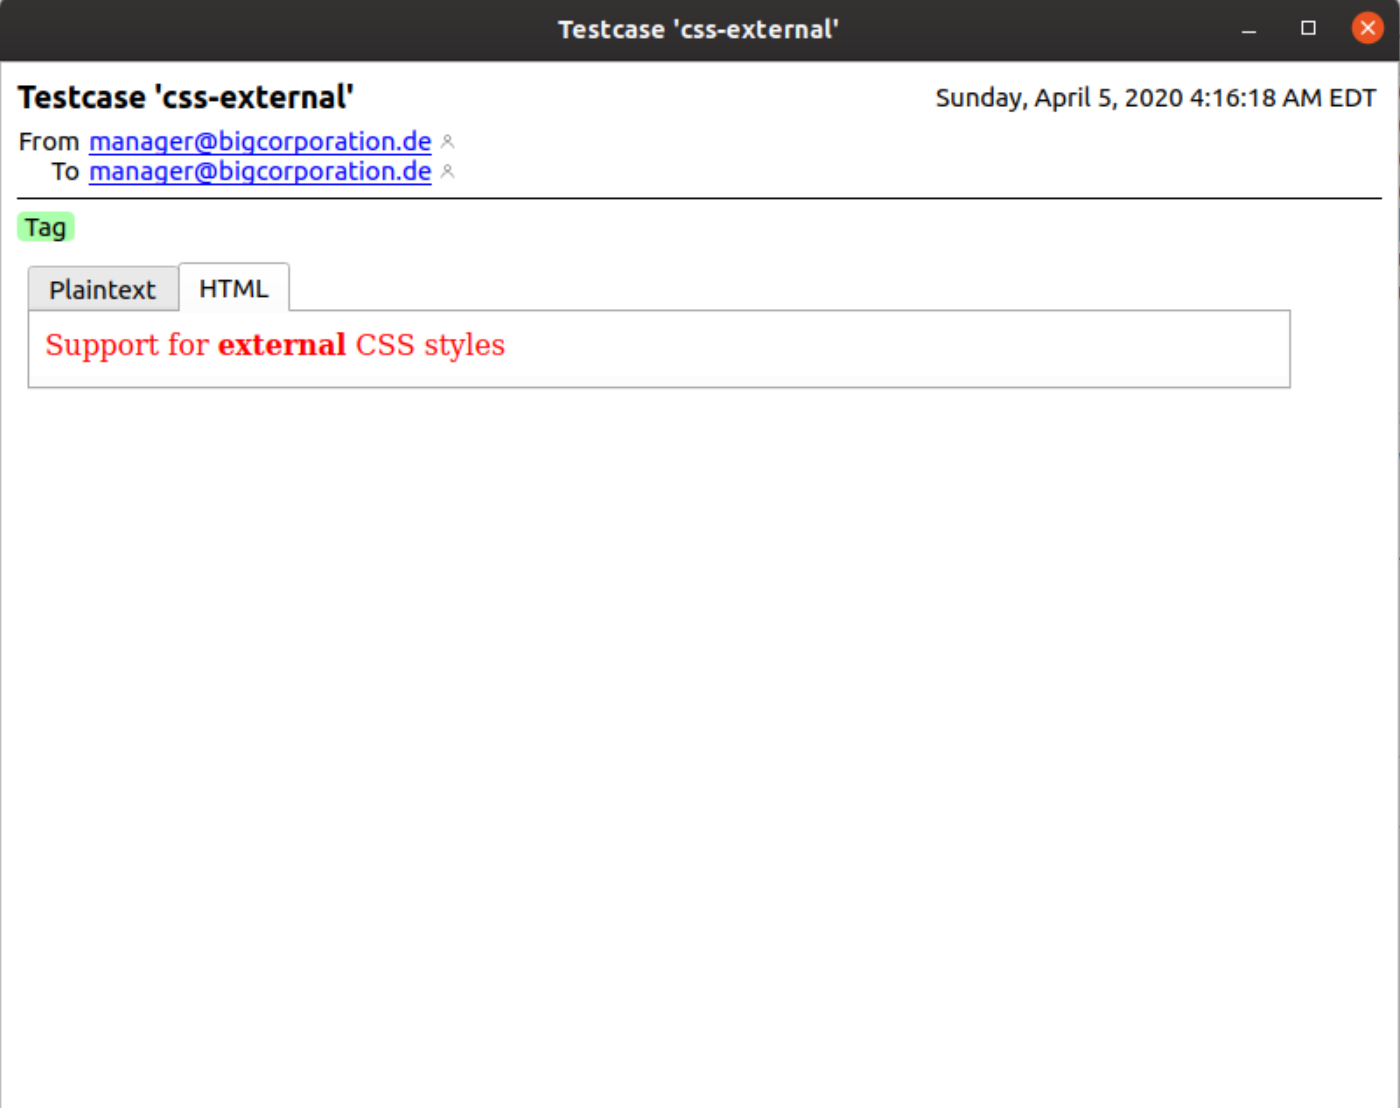 Testcase 'css-external'
Testcase 'css-external' Sunday, April 5, 2020 4:16:18 AM EDT
From manager@bigcorporation.de
To manager@bigcorporation.de
Tag
Plaintext HTML
Support for external CSS styles